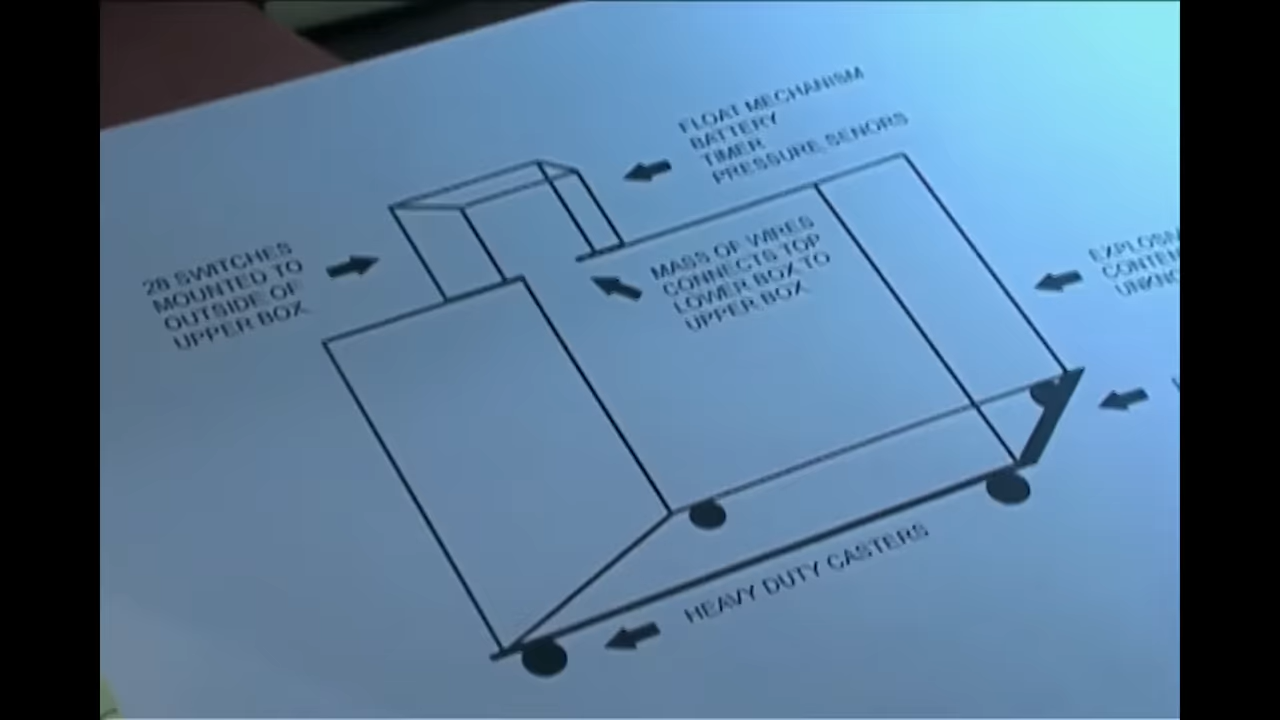 FLOAT MECHANISM
BATTERY
TIMER
PRESSURE SENORS
28 SWITCHES
MOUNTED TO
OUTSIDE OF
UPPER BOX
MASS OF WIRES
CONNECTS TOP
LOWER BOX TO
UPPER BOX
HEAVY DUTY CASTERS